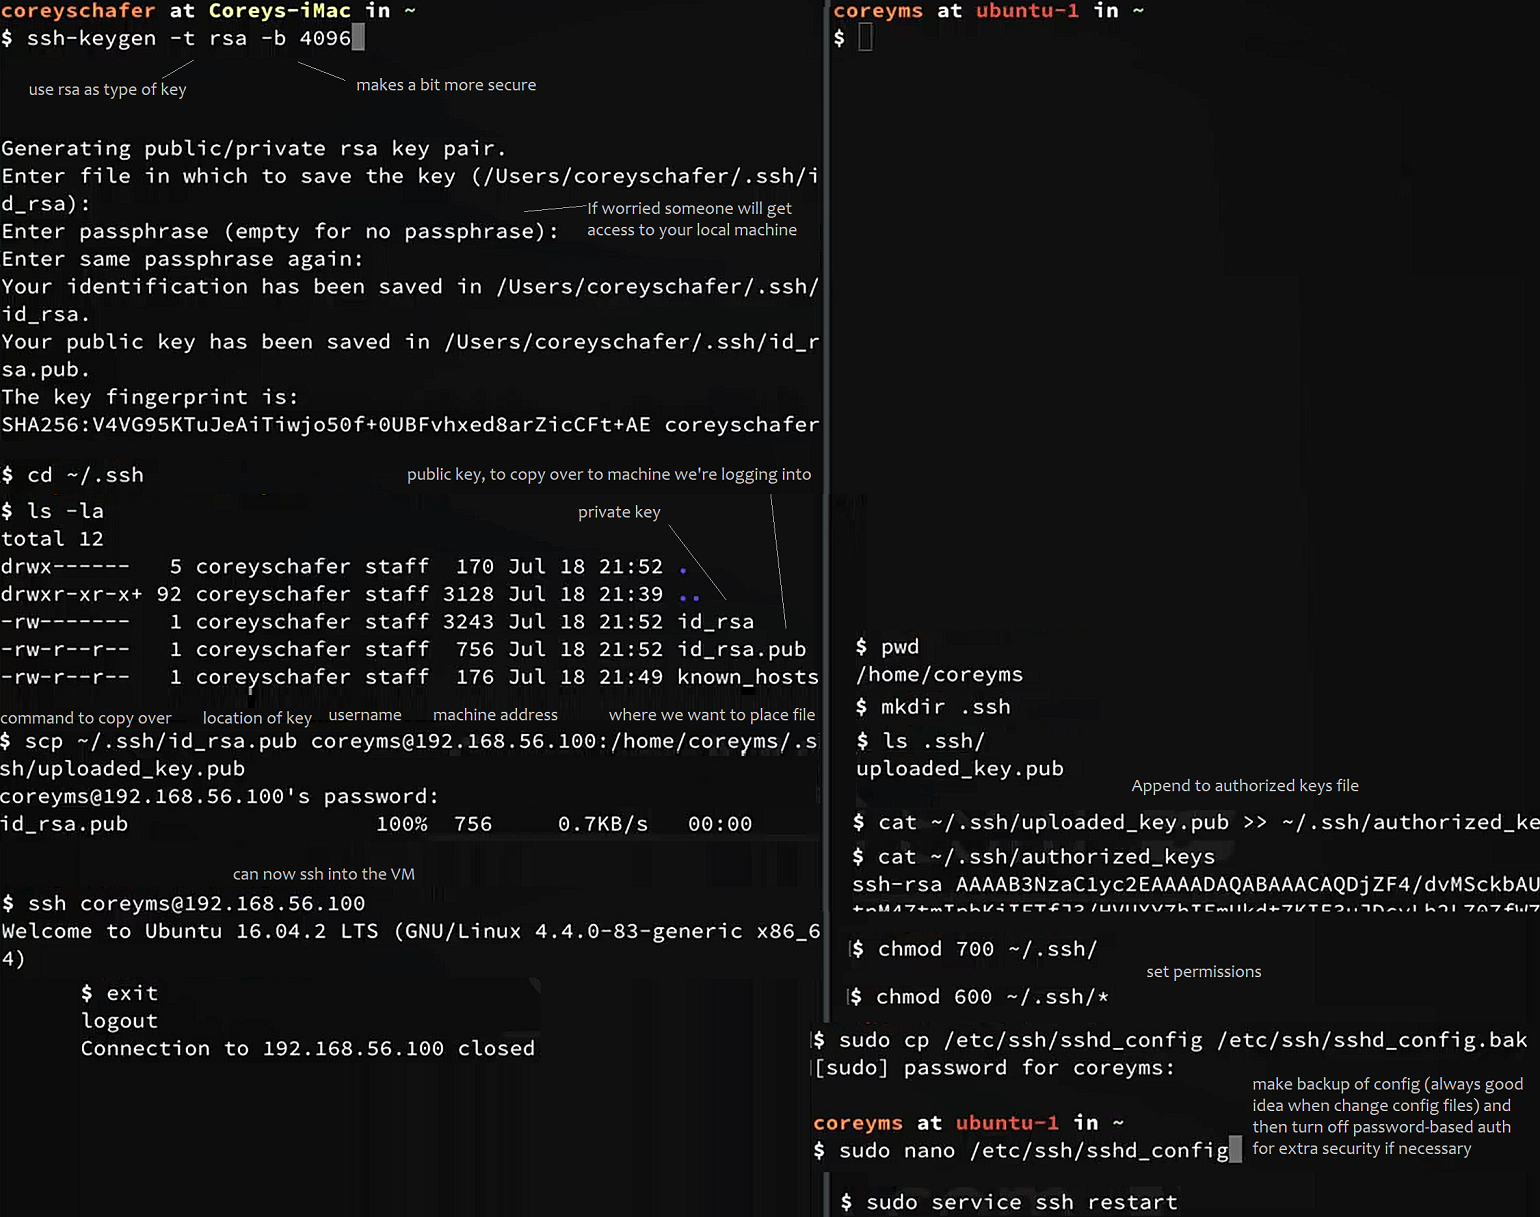 coreyschafer at Coreys-iMac in ~
$ ssh-keygen -t rsa -b 4096
use rsa as type of key
makes a bit more secure
Generating public/private rsa key pair.
Enter file in which to save the key (/Users/coreyschafer/.ssh/i
d_rsa):
If worried someone will get
access to your local machine
Enter passphrase (empty for no passphrase):
Enter same passphrase again:
Your identification has been saved in /Users/coreyschafer/.ssh/
id_rsa.
Your public key has been saved in /Users/coreyschafer/.ssh/id_r
sa.pub.
The key fingerprint is:
SHA256:V4VG95KTuJeAiTiwjo50f+0UBFvhxed8arZicCFt+AE coreyschafer
$ cd ~/.ssh
public key, to copy over to machine we're logging into
$ ls -la
private key
total 12
drwx------ 5 coreyschafer staff 170 Jul 18 21:52 .
drwxr-xr-x+ 92 coreyschafer staff 3128 Jul 18 21:39 ..
-rw------- 1 coreyschafer staff 3243 Jul 18 21:52 id_rsa
-rw-r--r-- 1 coreyschafer staff 756 Jul 18 21:52 id_rsa.pub
-rw-r--r-- 1 coreyschafer staff 176 Jul 18 21:49 known_hosts
command to copy over location of key username machine address where we want to place file
$ scp ~/.ssh/id_rsa.pub coreyms@192.168.56.100:/home/coreyms/.s
sh/uploaded_key.pub
coreyms@192.168.56.100's password:
id_rsa.pub 100% 756 0.7KB/s 00:00
can now ssh into the VM
$ ssh coreyms@192.168.56.100
Welcome to Ubuntu 16.04.2 LTS (GNU/Linux 4.4.0-83-generic x86_6
4)
$ exit
logout
Connection to 192.168.56.100 closed
coreyms at ubuntu-1 in ~
$
$ pwd
/home/coreyms
$ mkdir .ssh
$ ls .ssh/
uploaded_key.pub
Append to authorized keys file
$ cat ~/.ssh/uploaded_key.pub >> ~/.ssh/authorized_ke
$ cat ~/.ssh/authorized_keys
ssh-rsa AAAAB3NzaC1yc2EAAAADAQABAAACAQDjZF4/dvMSckbAU
$ chmod 700 ~/.ssh/
set permissions
$ chmod 600 ~/.ssh/*
$ sudo cp /etc/ssh/sshd_config /etc/ssh/sshd_config.bak
[sudo] password for coreyms:
make backup of config (always good
idea when change config files) and
then turn off password-based auth
for extra security if necessary
coreyms at ubuntu-1 in ~
$ sudo nano /etc/ssh/sshd_config
$ sudo service ssh restart